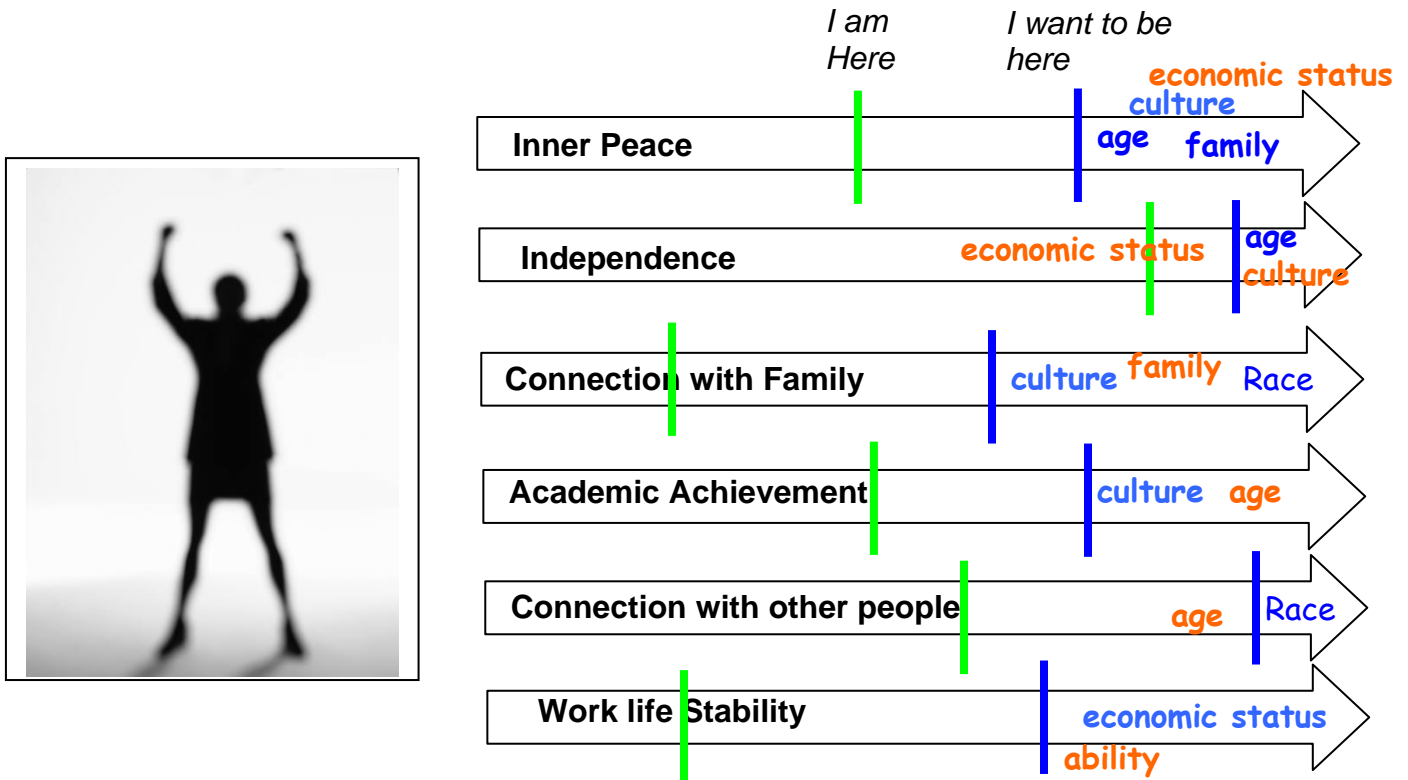 I am
Here
I want to be
here
economic status
culture
Inner Peace
age
family
Independence
economic status
age
culture
Connection with Family
culture
family
Race
Academic Achievement
culture
age
Connection with other people
age
Race
Work life Stability
economic status
ability